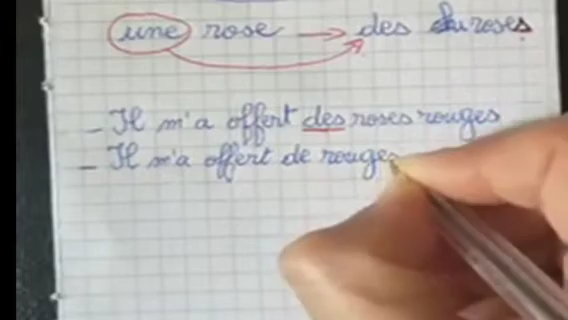 une rose → des roses
- Il m'a offert des roses rouges
- Il m'a offert de rouges